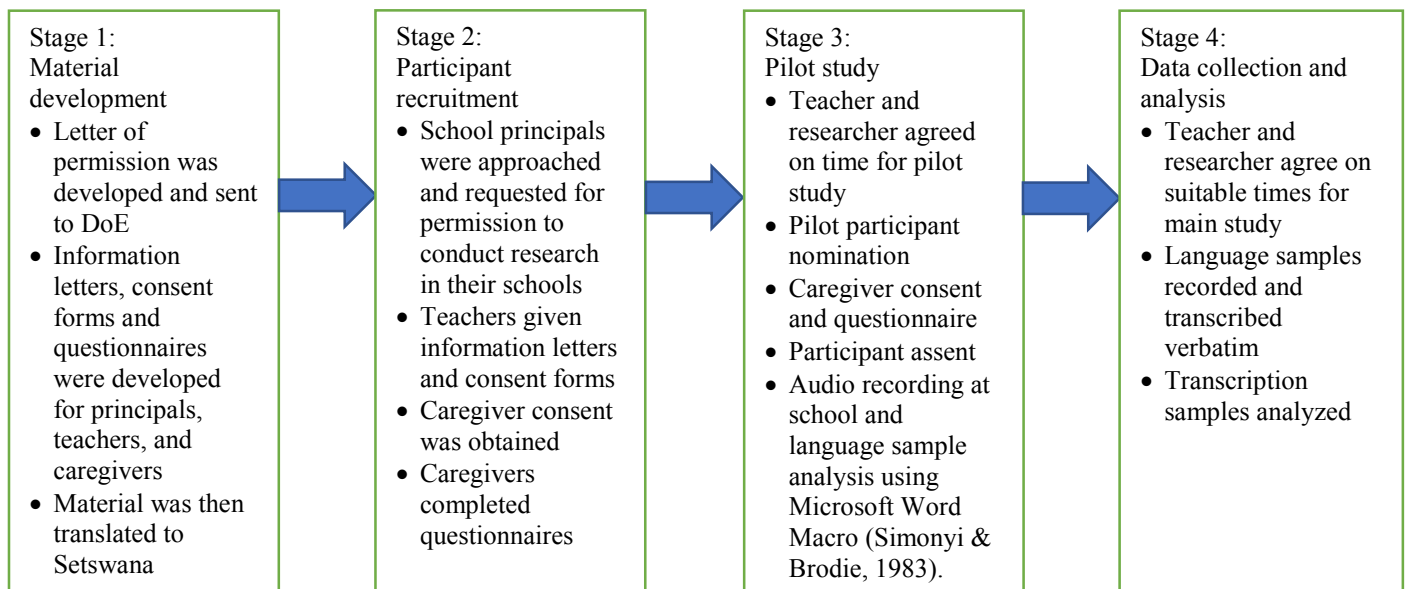 Stage 1:
Material
development
• Letter of
permission was
developed and sent
to DoE
• Information
letters, consent
forms and
questionnaires
were developed
for principals,
teachers, and
caregivers
• Material was then
translated to
Setswana
Stage 2:
Participant
recruitment
• School principals
were approached
and requested for
permission to
conduct research
in their schools
• Teachers given
information letters
and consent forms
• Caregiver consent
was obtained
• Caregivers
completed
questionnaires
Stage 3:
Pilot study
• Teacher and
researcher agreed
on time for pilot
study
• Pilot participant
nomination
• Caregiver consent
and questionnaire
• Participant assent
• Audio recording at
school and
language sample
analysis using
Microsoft Word
Macro (Simonyi &
Brodie, 1983).
Stage 4:
Data collection and
analysis
• Teacher and
researcher agree on
suitable times for
main study
• Language samples
recorded and
transcribed
verbatim
• Transcription
samples analyzed